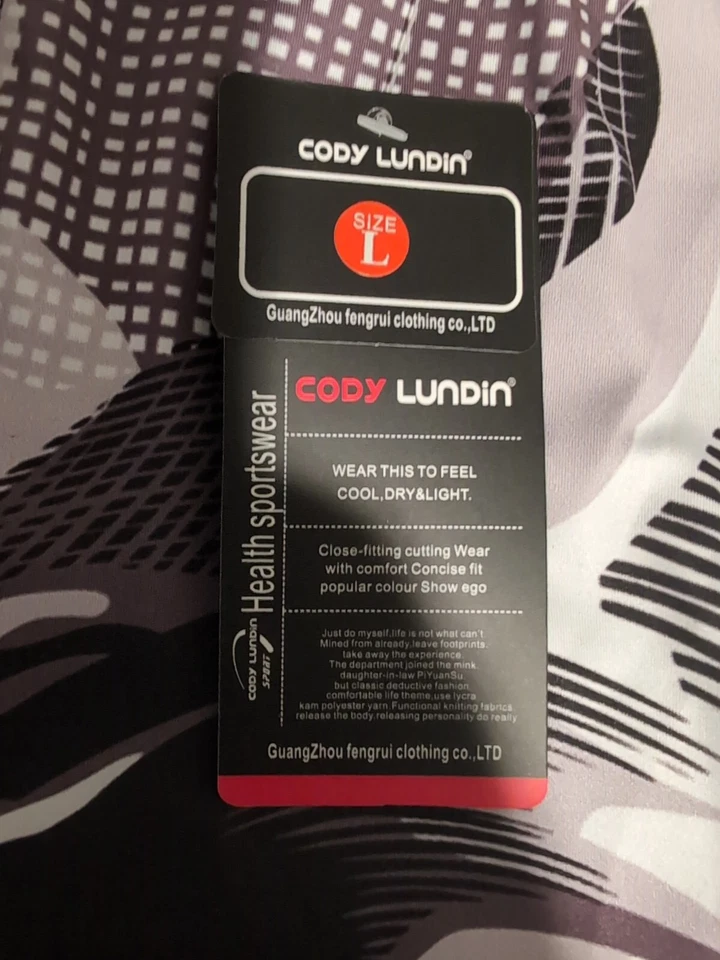 CODY LUNDIN®
SIZE
L
GuangZhou fengrui clothing co.,LTD
CODY LUNDIN®
WEAR THIS TO FEEL
COOL,DRY&LIGHT.
Close-fitting cutting Wear
with comfort Concise fit
popular colour Show ego
Just do myself.life is not what can't.
Mined from already,leave footprints.
take away the experience.
The department joined the mink.
daughter-in-law PiYuanSu.
but classic deductive fashion.
comfortable life theme,use lycra
kam polyester yarn.Functional knitting fabrics.
release the body.releasing personality do really
GuangZhou fengrui clothing co.,LTD
Health sportswear
CODY LUNDIN
SPRAT